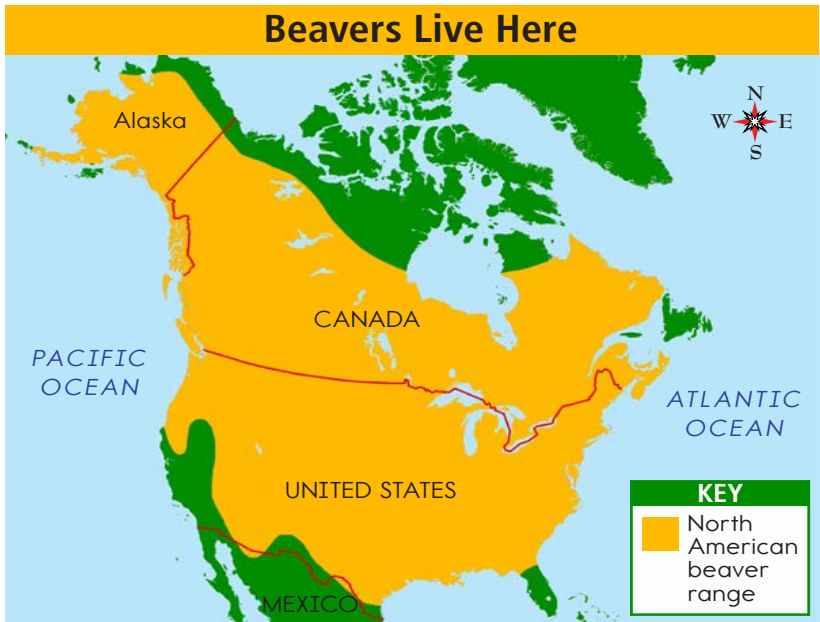 Beavers Live Here
N
W E
S
Alaska
CANADA
PACIFIC
OCEAN
ATLANTIC
OCEAN
UNITED STATES
MEXICO
KEY
North
American
beaver
range